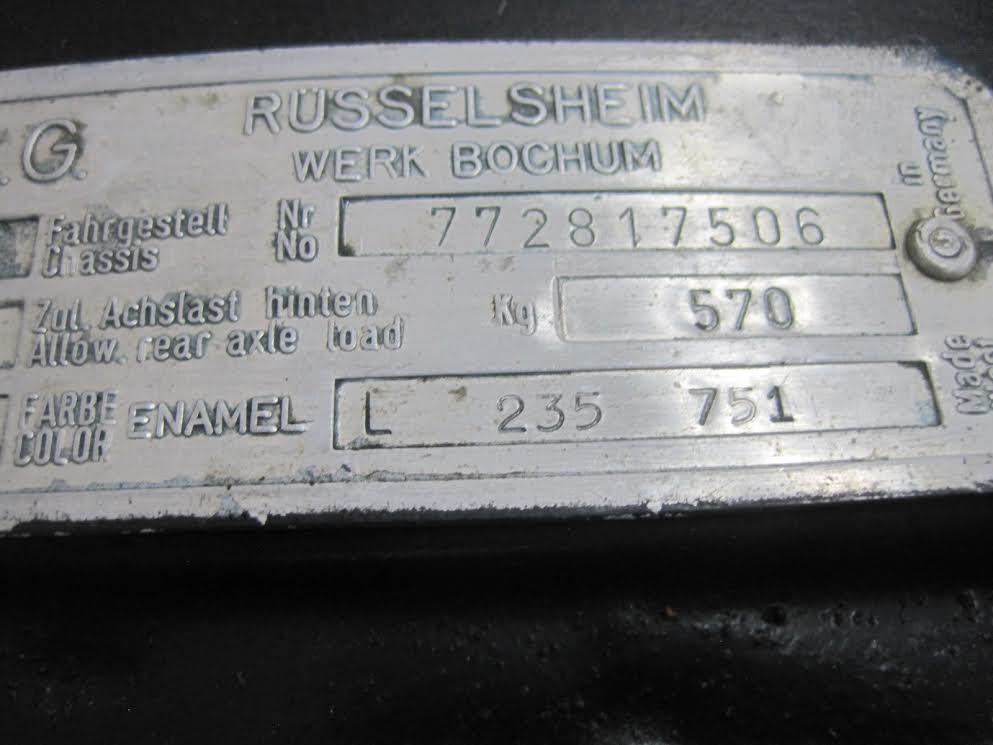 . G. RÜSSELSHEIM
WERK BOCHUM
Fahrgestell Nr 772817506
Chassis No
Zul. Achslast hinten Kg 570
Allow. rear axle load
FARBE ENAMEL L 235 751
COLOR
Made in
Germany